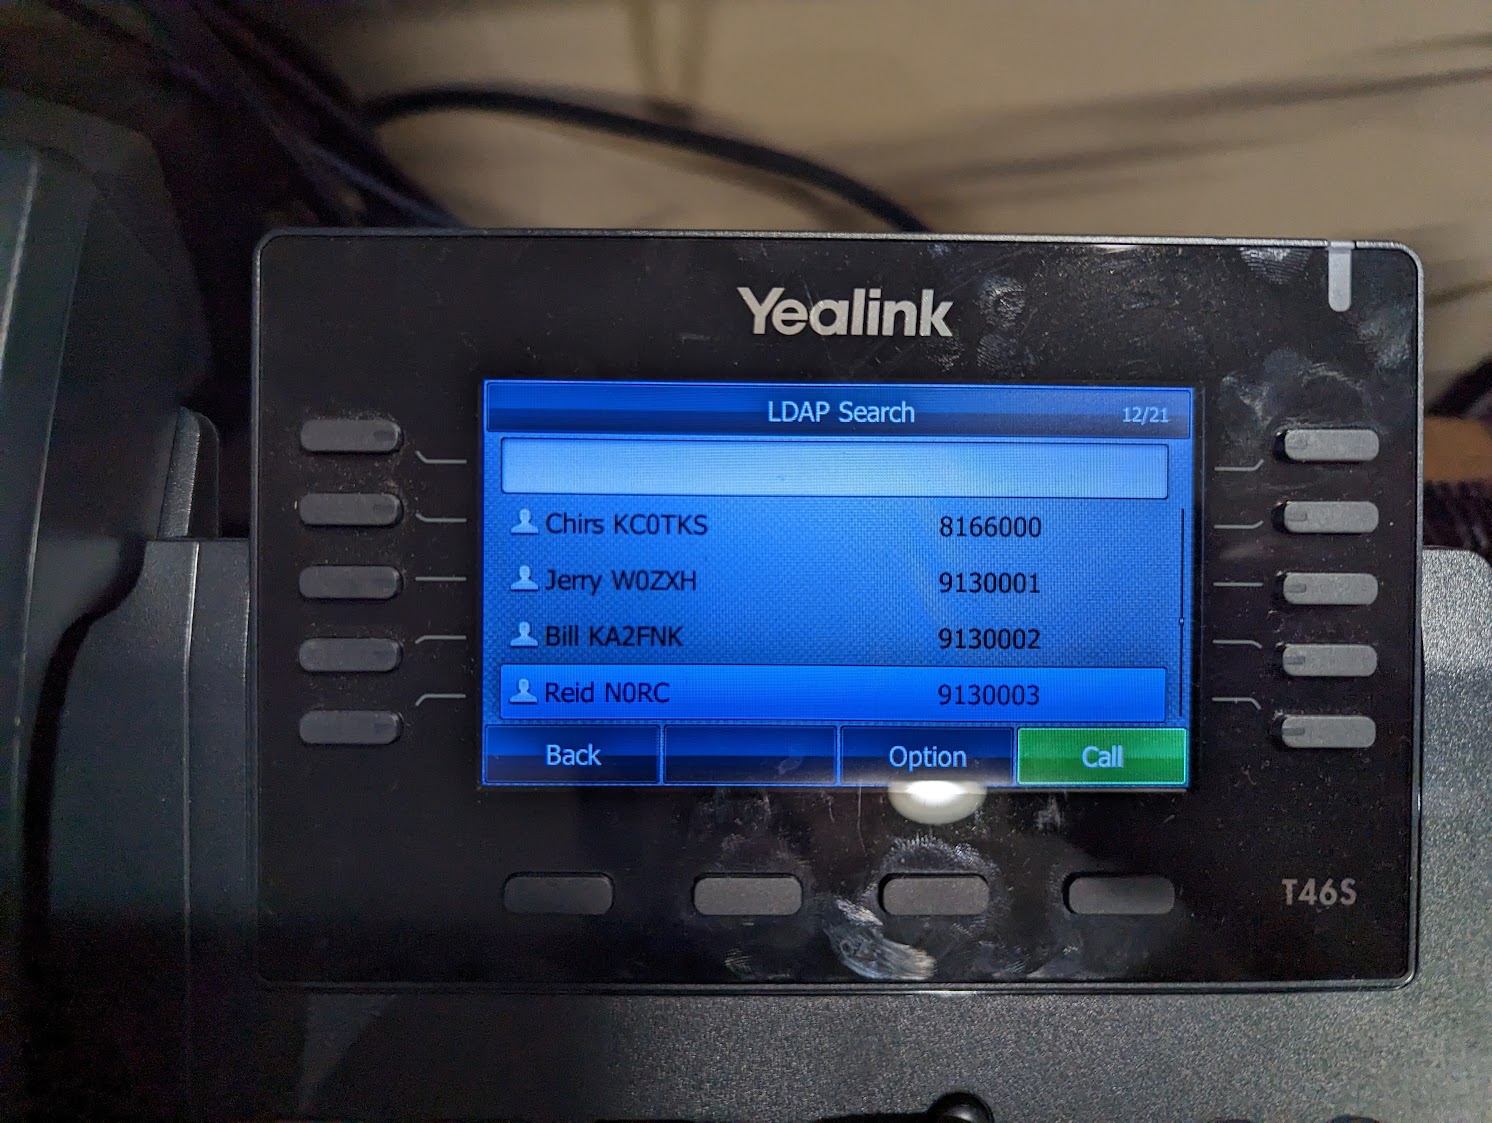 Yealink
LDAP Search 12/21
Chirs KC0TKS 8166000
Jerry W0ZXH 9130001
Bill KA2FNK 9130002
Reid N0RC 9130003
Back Option Call
T46S